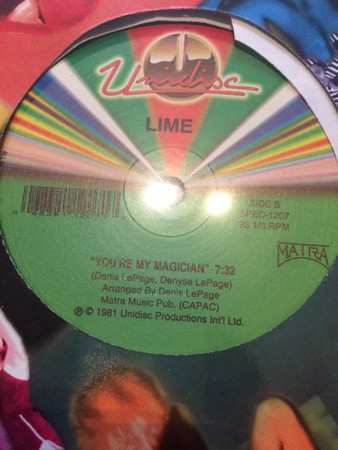 Unidisc
LIME
SIDE B
SPEC-1207
33 1/3 RPM
MATRA
"YOU'RE MY MAGICIAN" 7:32
(Denis LePage, Denyse LePage)
Arranged By Denis LePage
Matra Music Pub. (CAPAC)
℗ © 1981 Unidisc Productions Int'l Ltd.